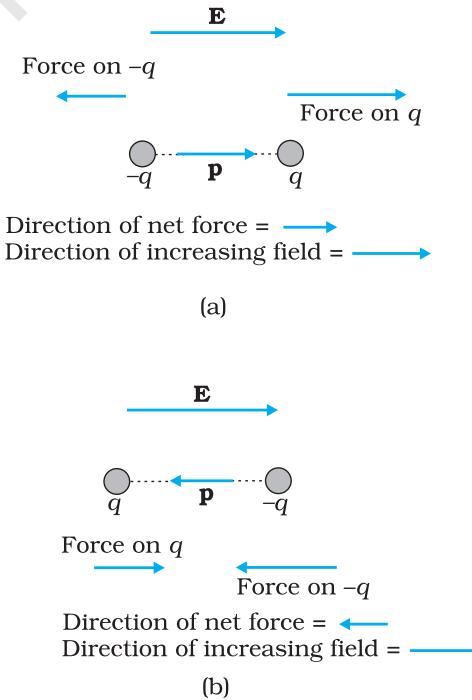 E
Force on –q
Force on q
–q
p
q
Direction of net force =
Direction of increasing field =
(a)
E
q
p
–q
Force on q
Force on –q
Direction of net force =
Direction of increasing field =
(b)